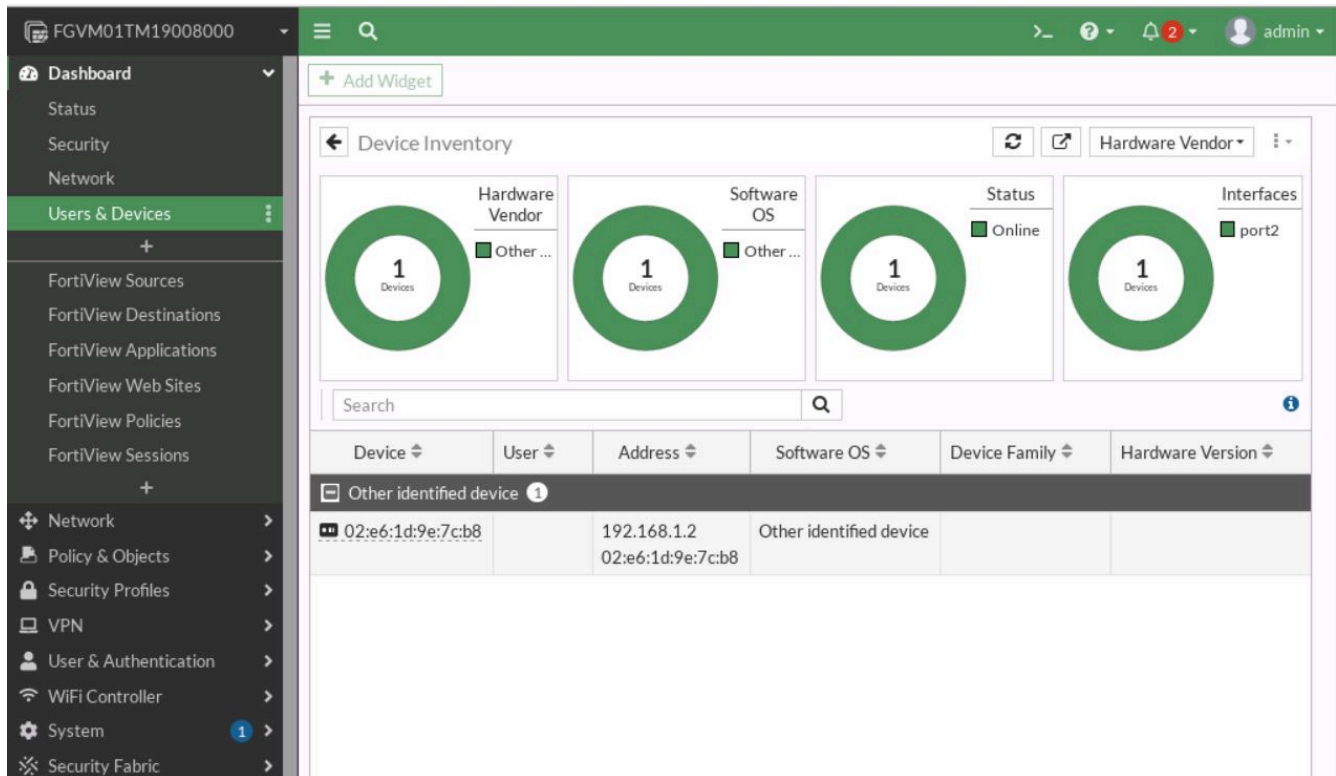 FGVM01TM19008000
>_
2
admin
Dashboard
Status
Security
Network
Users & Devices
+
FortiView Sources
FortiView Destinations
FortiView Applications
FortiView Web Sites
FortiView Policies
FortiView Sessions
+
Network
Policy & Objects
Security Profiles
VPN
User & Authentication
WiFi Controller
System 1
Security Fabric
+ Add Widget
Device Inventory
Hardware Vendor
Hardware
Vendor
Other ...
1
Devices
Software
OS
Other ...
1
Devices
Status
Online
1
Devices
Interfaces
port2
1
Devices
Search
Device User Address Software OS Device Family Hardware Version
Other identified device 1
02:e6:1d:9e:7c:b8 192.168.1.2 Other identified device
02:e6:1d:9e:7c:b8